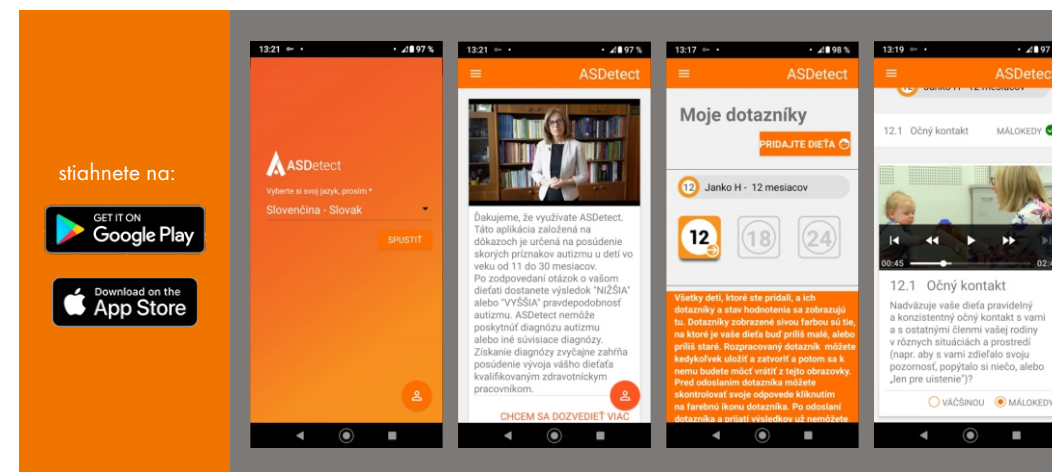 stiahnete na:
GET IT ON
Google Play
Download on the
App Store
13:21
97 %
ASDetect
Vyberte si svoj jazyk, prosím.*
Slovenčina - Slovak
SPUSTIŤ
13:21
97 %
ASDetect
Ďakujeme, že využívate ASDetect.
Táto aplikácia založená na
dôkazoch je určená na posúdenie
skorých príznakov autizmu u detí vo
veku od 11 do 30 mesiacov.
Po zodpovedaní otázok o vašom
dieťati dostanete výsledok "NIŽŠIA"
alebo "VYŠŠIA" pravdepodobnosť
autizmu. ASDetect nemôže
poskytnúť diagnózu autizmu
alebo iné súvisiace diagnózy.
Získanie diagnózy zvyčajne zahŕňa
posúdenie vývoja vášho dieťaťa
kvalifikovaným zdravotníckym
pracovníkom.
CHCEM SA DOZVEDIEŤ VIAC
13:17
98 %
ASDetect
Moje dotazníky
PRIDAJTE DIEŤA
12 Janko H - 12 mesiacov
12 18 24
Všetky deti, ktoré ste pridali, a ich
dotazníky a stav hodnotenia sa zobrazujú
tu. Dotazníky zobrazené sivou farbou sú tie,
na ktoré je vaše dieťa buď príliš malé, alebo
príliš staré. Rozpracovaný dotazník môžete
kedykoľvek uložiť a zatvoriť a potom sa k
nemu budete môcť vrátiť z tejto obrazovky.
Pred odoslaním dotazníka môžete
skontrolovať svoje odpovede kliknutím
na farebnú ikonu dotazníka. Po odoslaní
dotazníka a prijatí výsledkov už nemôžete
13:19
97
ASDetec
12 Janko H - 12 mesiacov
12.1 Očný kontakt MÁLOKEDY
00:45 02:4
12.1 Očný kontakt
Nadväzuje vaše dieťa pravidelný
a konzistentný očný kontakt s vami
a s ostatnými členmi vašej rodiny
v rôznych situáciách a prostredí
(napr. aby s vami zdieľalo svoju
pozornosť, popýtalo si niečo, alebo
„len pre uistenie")?
VÄČŠINOU MÁLOKEDY